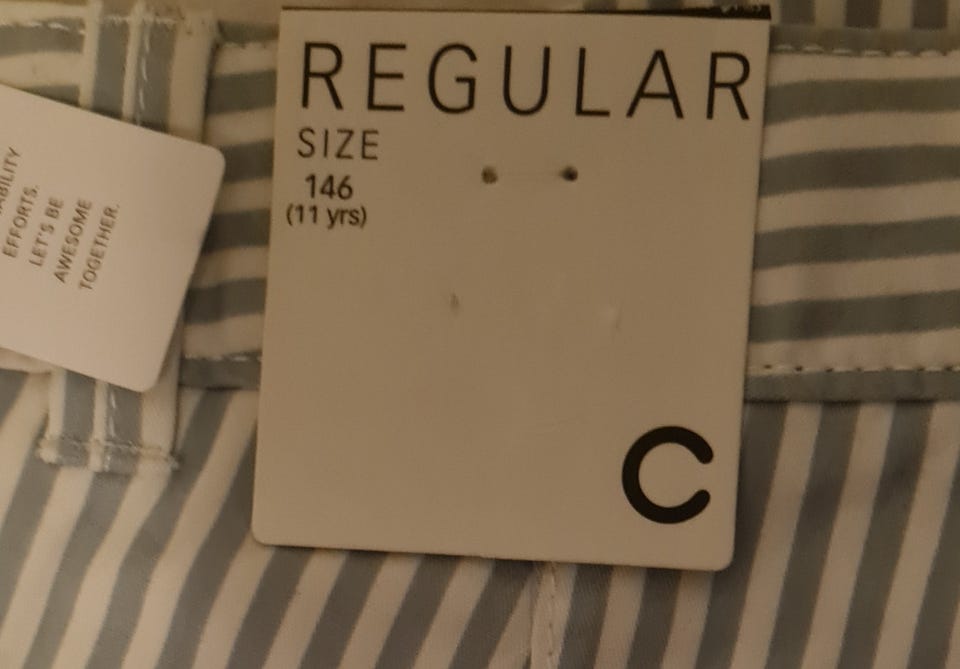 REGULAR
SIZE
146
(11 yrs)
C
EFFORTS.
LET'S BE
AWESOME
TOGETHER.